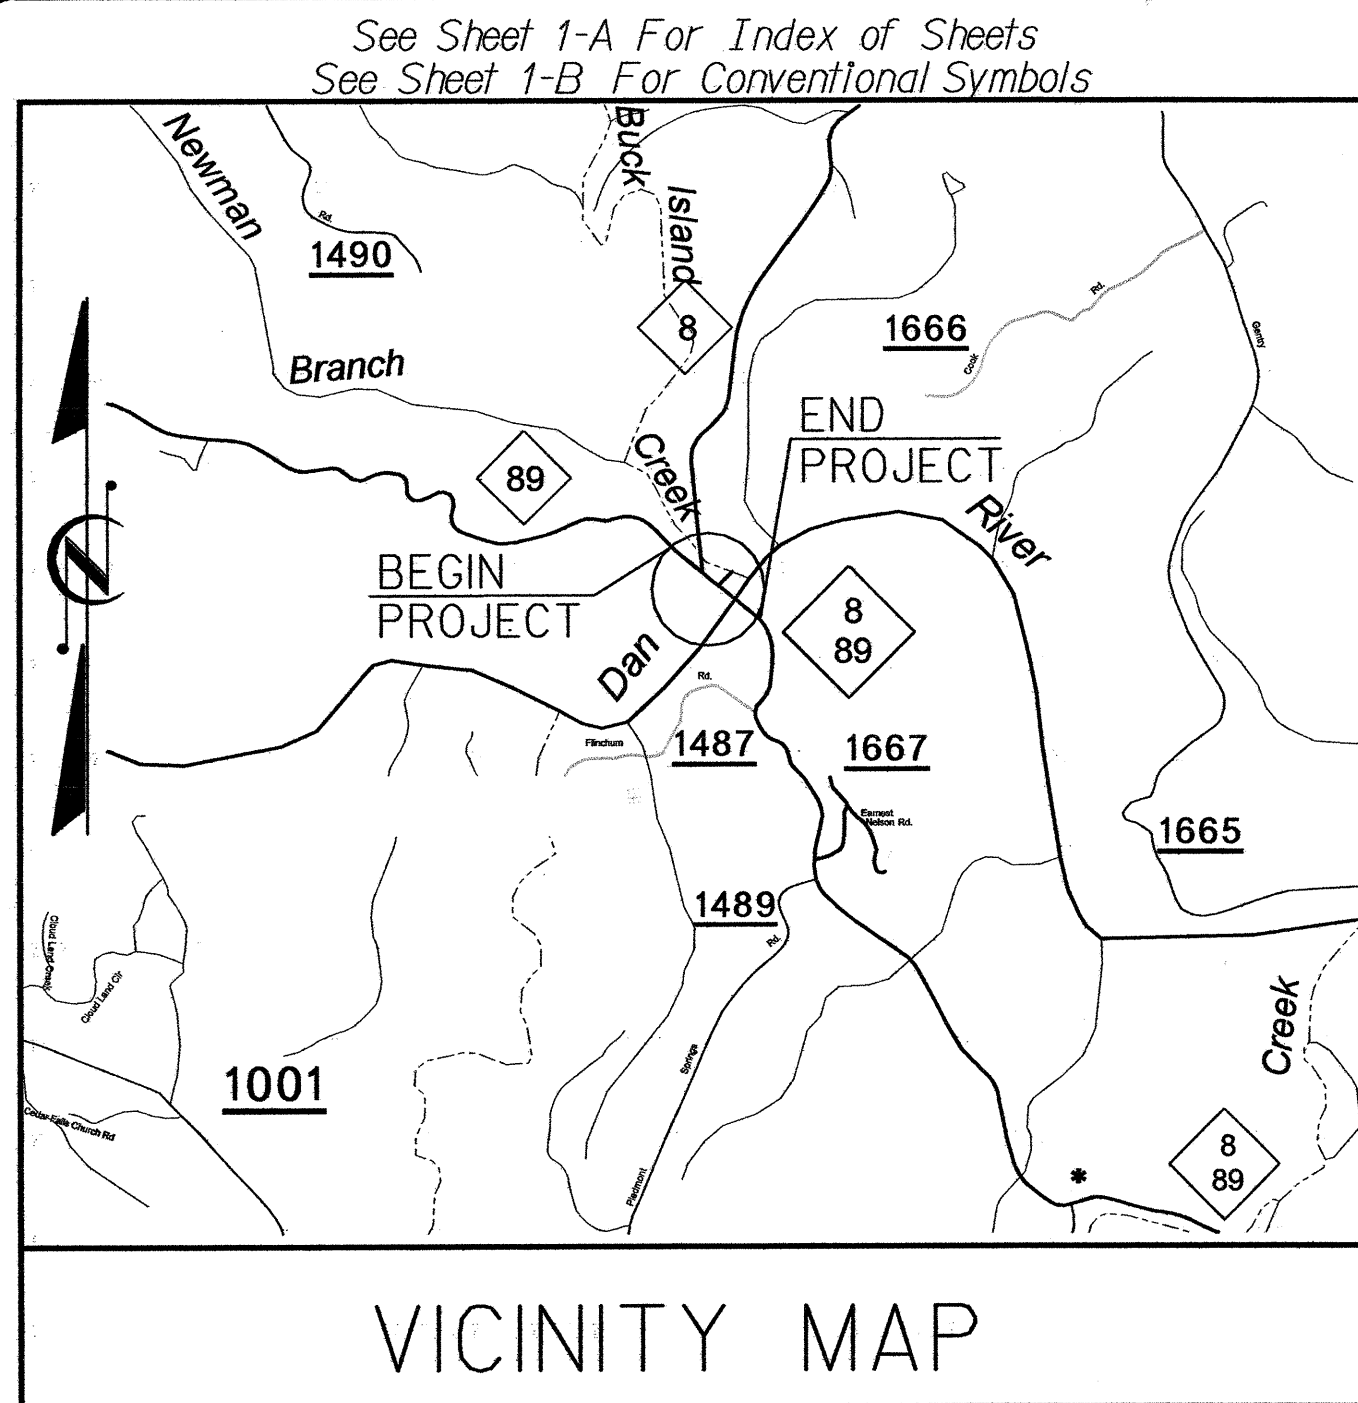 See Sheet 1-A For Index of Sheets
See Sheet 1-B For Conventional Symbols
Newman
Buck
Island
Rd.
1490
8
1666
Rd.
Cook
Gentry
Branch
END
PROJECT
Creek
89
River
BEGIN
PROJECT
8
89
Dan
Rd.
Flinchum
1487
1667
Earnest
Nelson Rd.
1665
1489
Rd.
Cloud Land Creek
Cloud Land Cir
Creek
Springs
1001
Cedar Falls Church Rd
Piedmont
8
89
*
VICINITY MAP